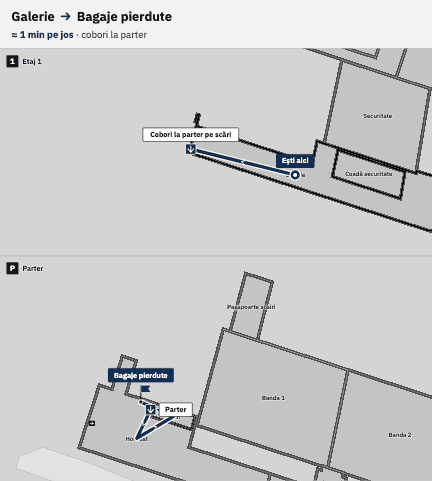 Galerie → Bagaje pierdute
≈ 1 min pe jos · cobori la parter
1 Etaj 1
Securitate
Cobori la parter pe scări
Ești aici
Coadă securitate
P Parter
Pașapoarte sosiri
Bagaje pierdute
Banda 1
Parter
Banda 2